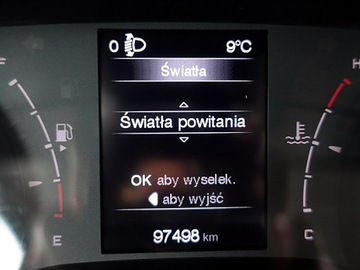 0 9°C
Światła
Światła powitania
OK aby wyselek.
aby wyjść
H
E
C
97498 km